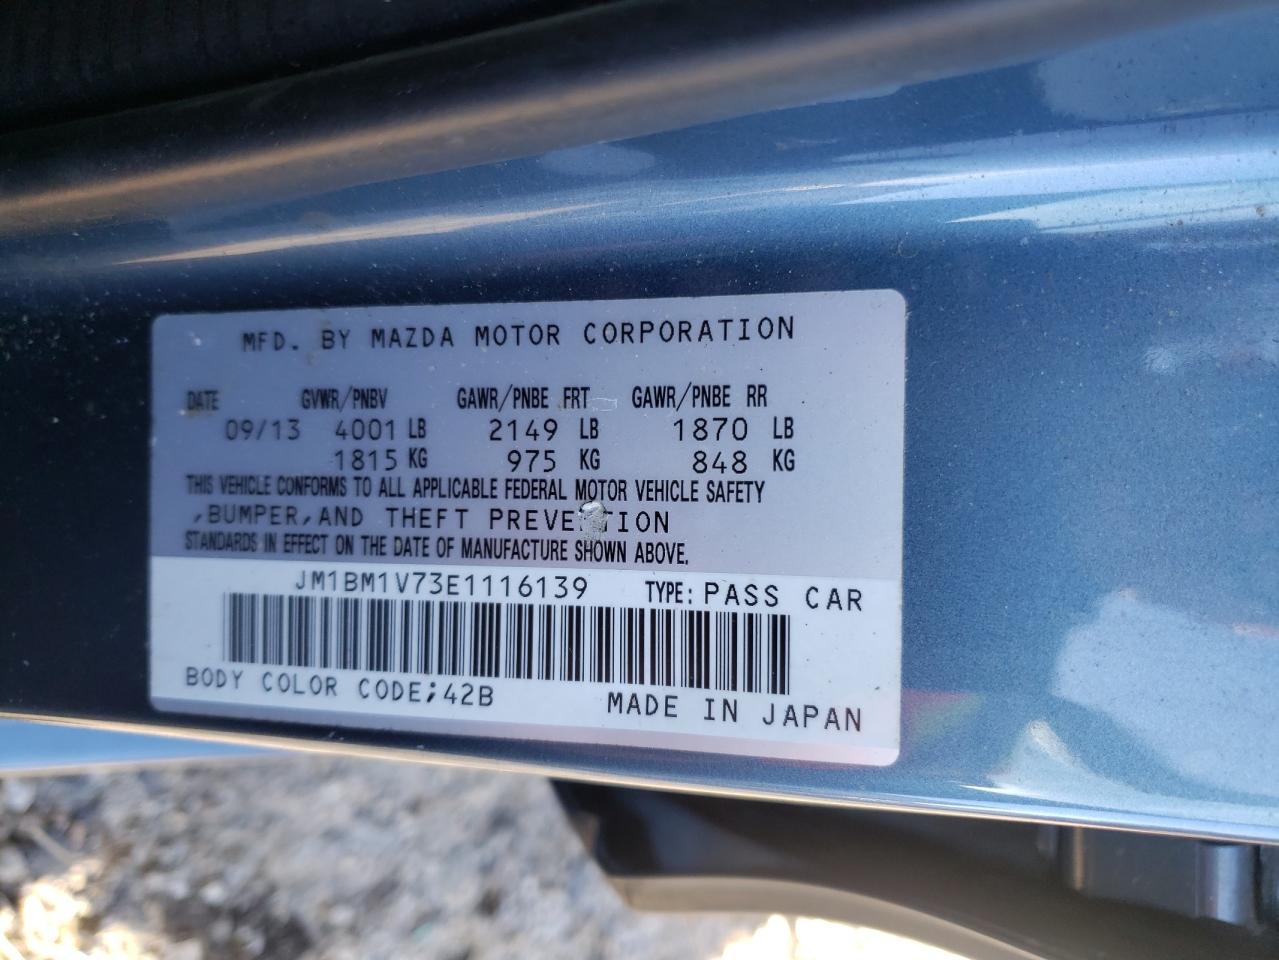 MFD. BY MAZDA MOTOR CORPORATION
DATE GVWR/PNBV GAWR/PNBE FRT GAWR/PNBE RR
09/13 4001 LB 2149 LB 1870 LB
1815 KG 975 KG 848 KG
THIS VEHICLE CONFORMS TO ALL APPLICABLE FEDERAL MOTOR VEHICLE SAFETY
,BUMPER,AND THEFT PREVENTION
STANDARDS IN EFFECT ON THE DATE OF MANUFACTURE SHOWN ABOVE.
JM1BM1V73E1116139 TYPE: PASS CAR
BODY COLOR CODE;42B MADE IN JAPAN